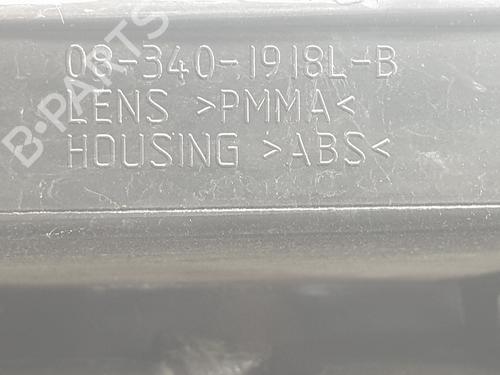 08-340-1918L-B
LENS >PMMA<
HOUSING >ABS<
B-PARTS